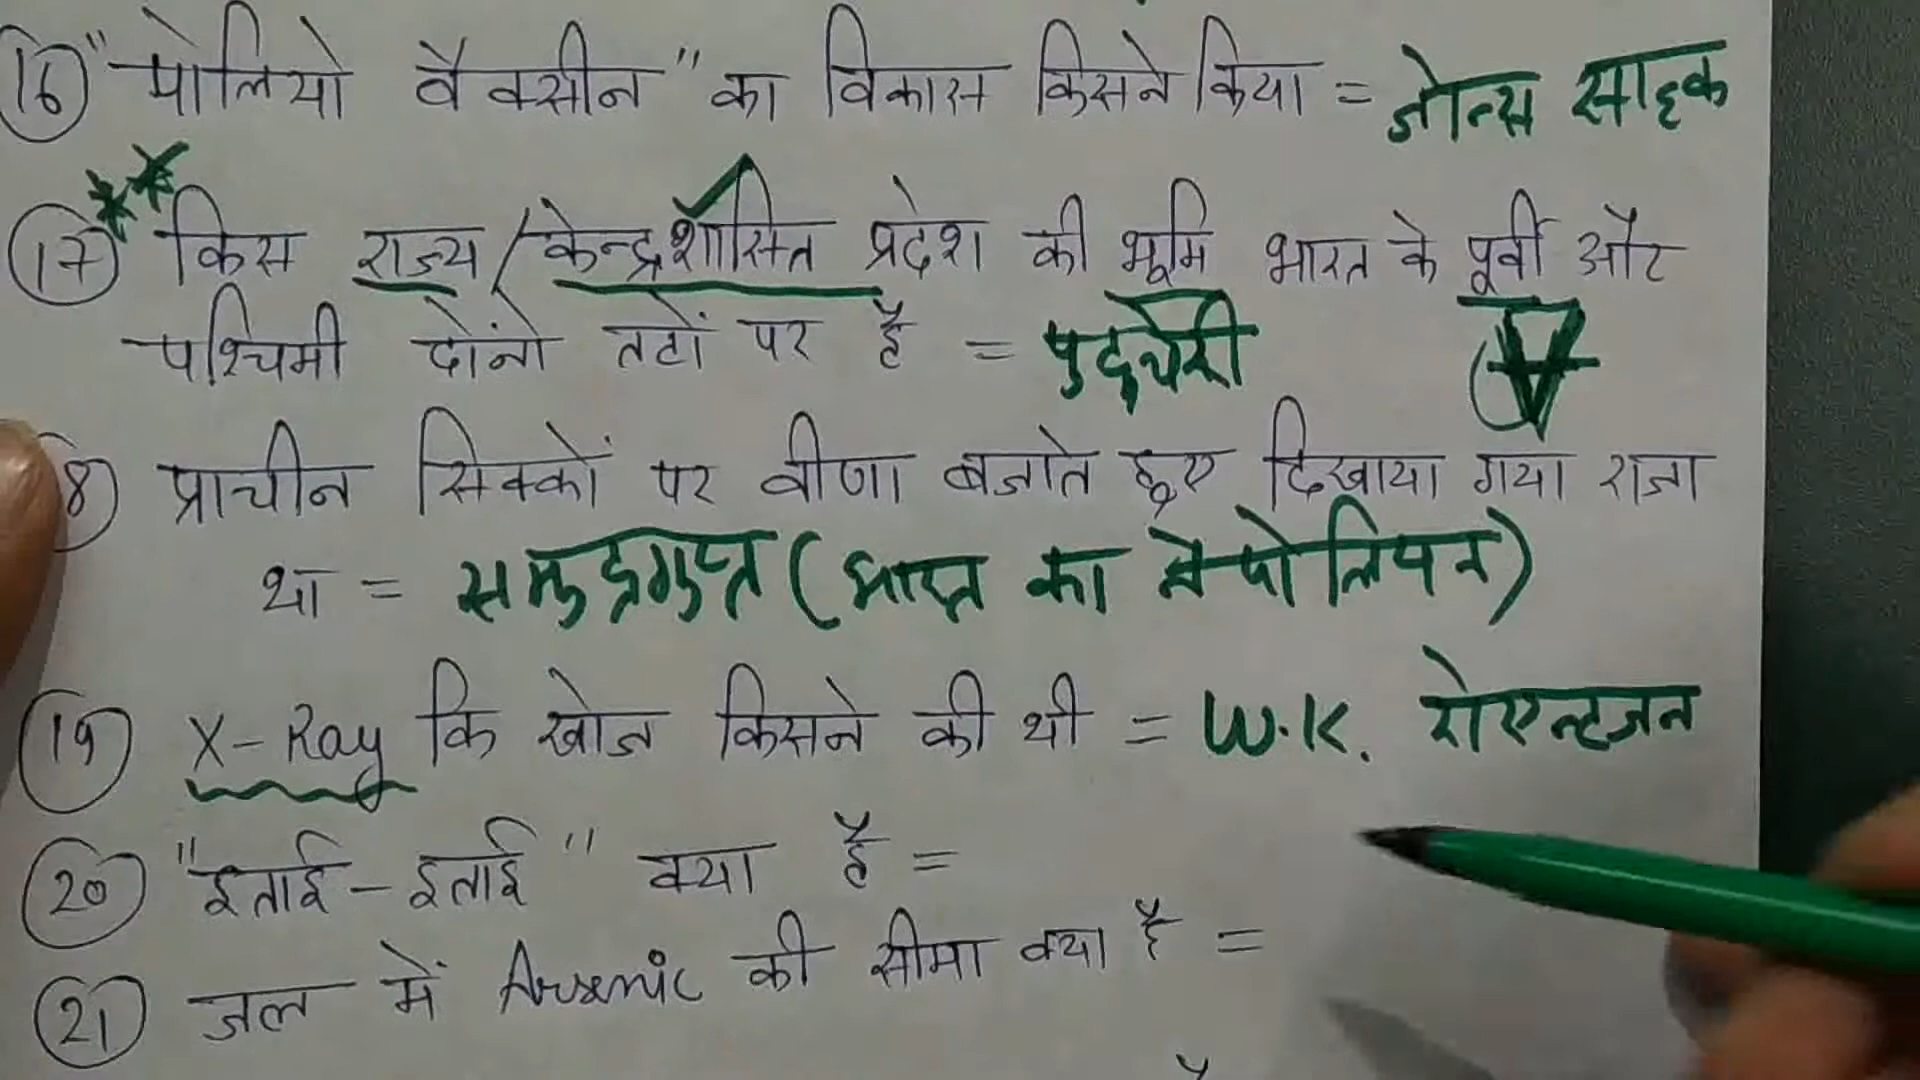 16 "पोलियो वैक्सीन" का विकास किसने किया = जोन्स साल्क
17 किस राज्य/केन्द्रशासित प्रदेश की भूमि भारत के पूर्वी और
पश्चिमी दोंनो तटों पर है = पुदुचेरी
8 प्राचीन सिक्कों पर वीणा बजाते हुए दिखाया गया राजा
था = समुद्रगुप्त (भारत का नेपोलियन)
19 X-Ray कि खोज किसने की थी = W.K. रोएन्टजन
20 "इताई-इताई" क्या है =
21 जल में Arsenic की सीमा क्या है =